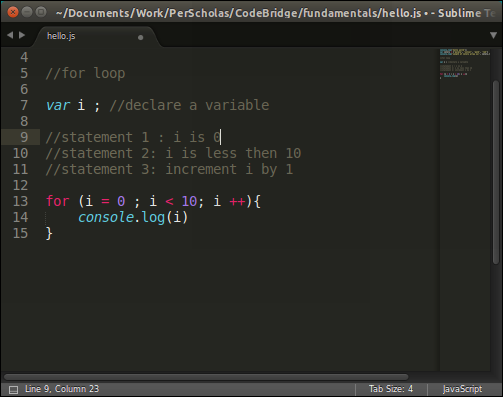 ~/Documents/Work/PerScholas/CodeBridge/fundamentals/hello.js • - Sublime Te
hello.js
4
5 //for loop
6
7 var i ; //declare a variable
8
9 //statement 1 : i is 0
10 //statement 2: i is less then 10
11 //statement 3: increment i by 1
12
13 for (i = 0 ; i < 10; i ++){
14     console.log(i)
15 }
Line 9, Column 23 Tab Size: 4 JavaScript